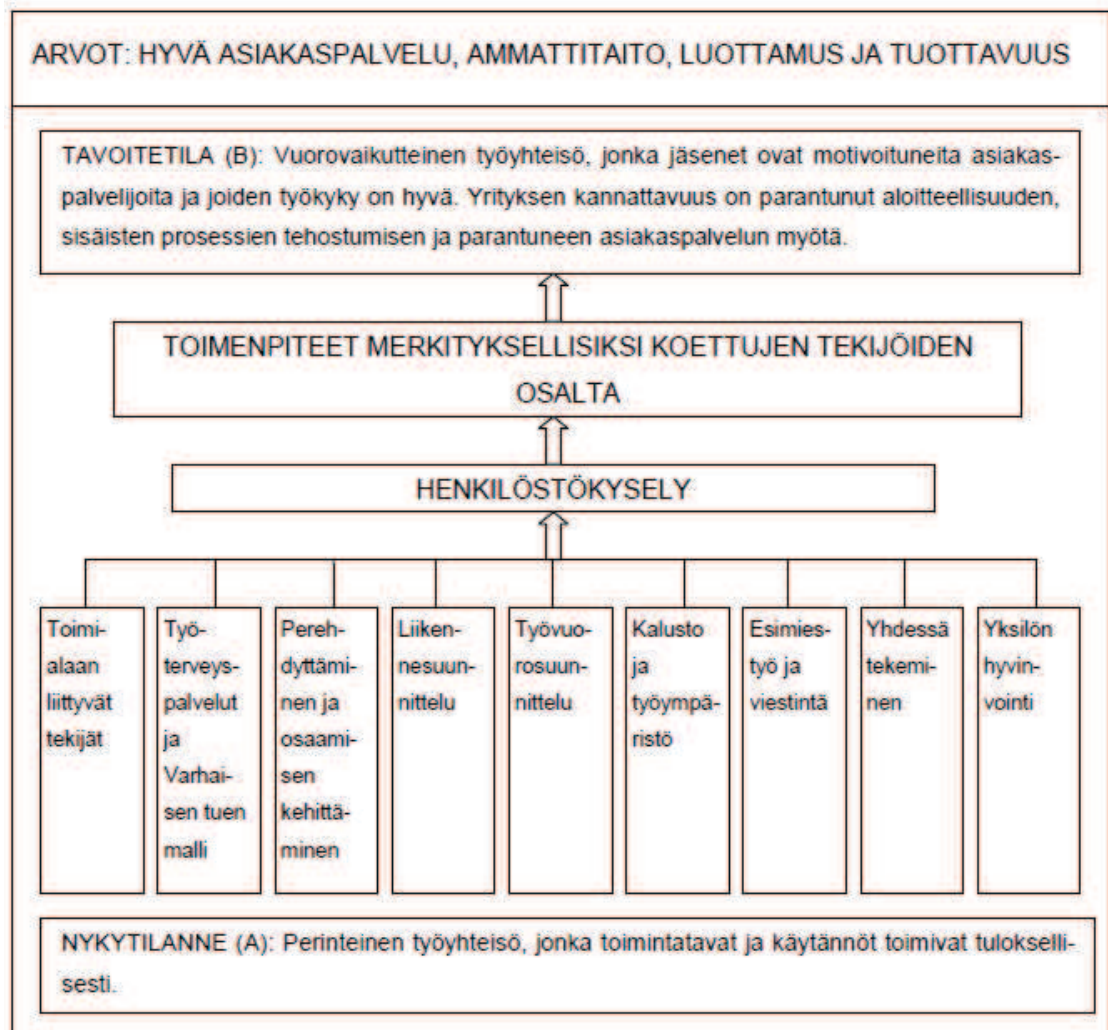 ARVOT: HYVÄ ASIAKASPALVELU, AMMATTITAITO, LUOTTAMUS JA TUOTTAVUUS
TAVOITETILA (B): Vuorovaikutteinen työyhteisö, jonka jäsenet ovat motivoituneita asiakas-
palvelijoita ja joiden työkyky on hyvä. Yrityksen kannattavuus on parantunut aloitteellisuuden,
sisäisten prosessien tehostumisen ja parantuneen asiakaspalvelun myötä.
TOIMENPITEET MERKITYKSELLISIKSI KOETTUJEN TEKIJÖIDEN
OSALTA
HENKILÖSTÖKYSELY
Toimi-
alaan
liittyvät
tekijät
Työ-
terveys-
palvelut
ja
Varhai-
sen tuen
malli
Pereh-
dyttämi-
nen ja
osaami-
sen
kehittä-
minen
Liiken-
nesuun-
nittelu
Työvuo-
rosuun-
nittelu
Kalusto
ja
työympä-
ristö
Esimies-
työ ja
viestintä
Yhdessä
tekemi-
nen
Yksilön
hyvin-
vointi
NYKYTILANNE (A): Perinteinen työyhteisö, jonka toimintatavat ja käytännöt toimivat tulokselli-
sesti.